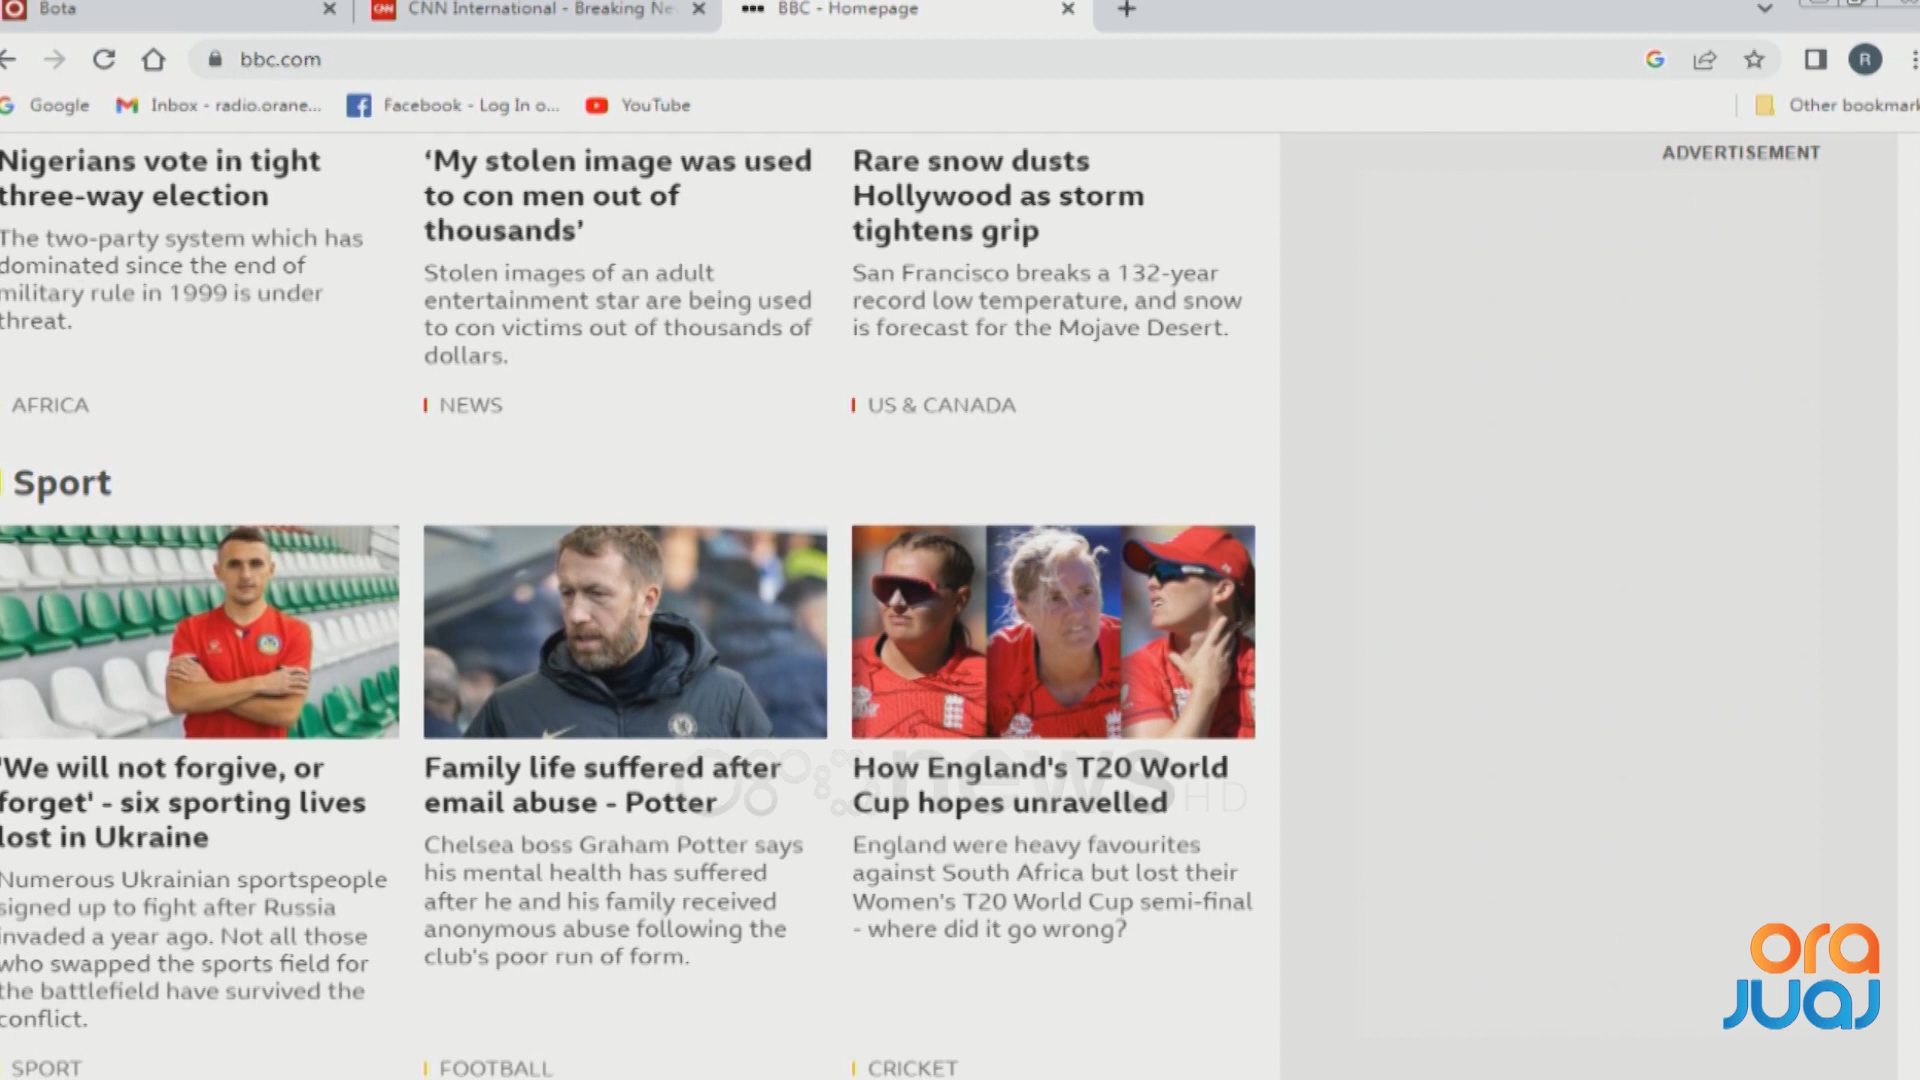 Bota
CNN International - Breaking Ne
BBC - Homepage
bbc.com
R
Google
Inbox - radio.orane...
Facebook - Log In o...
YouTube
Other bookmark
ADVERTISEMENT
Nigerians vote in tight
three-way election
The two-party system which has
dominated since the end of
military rule in 1999 is under
threat.
AFRICA
‘My stolen image was used
to con men out of
thousands’
Stolen images of an adult
entertainment star are being used
to con victims out of thousands of
dollars.
NEWS
Rare snow dusts
Hollywood as storm
tightens grip
San Francisco breaks a 132-year
record low temperature, and snow
is forecast for the Mojave Desert.
US & CANADA
Sport
'We will not forgive, or
forget' - six sporting lives
lost in Ukraine
Numerous Ukrainian sportspeople
signed up to fight after Russia
invaded a year ago. Not all those
who swapped the sports field for
the battlefield have survived the
conflict.
SPORT
Family life suffered after
email abuse - Potter
Chelsea boss Graham Potter says
his mental health has suffered
after he and his family received
anonymous abuse following the
club's poor run of form.
FOOTBALL
How England's T20 World
Cup hopes unravelled
England were heavy favourites
against South Africa but lost their
Women's T20 World Cup semi-final
- where did it go wrong?
CRICKET
news HD
ora
JUAJ